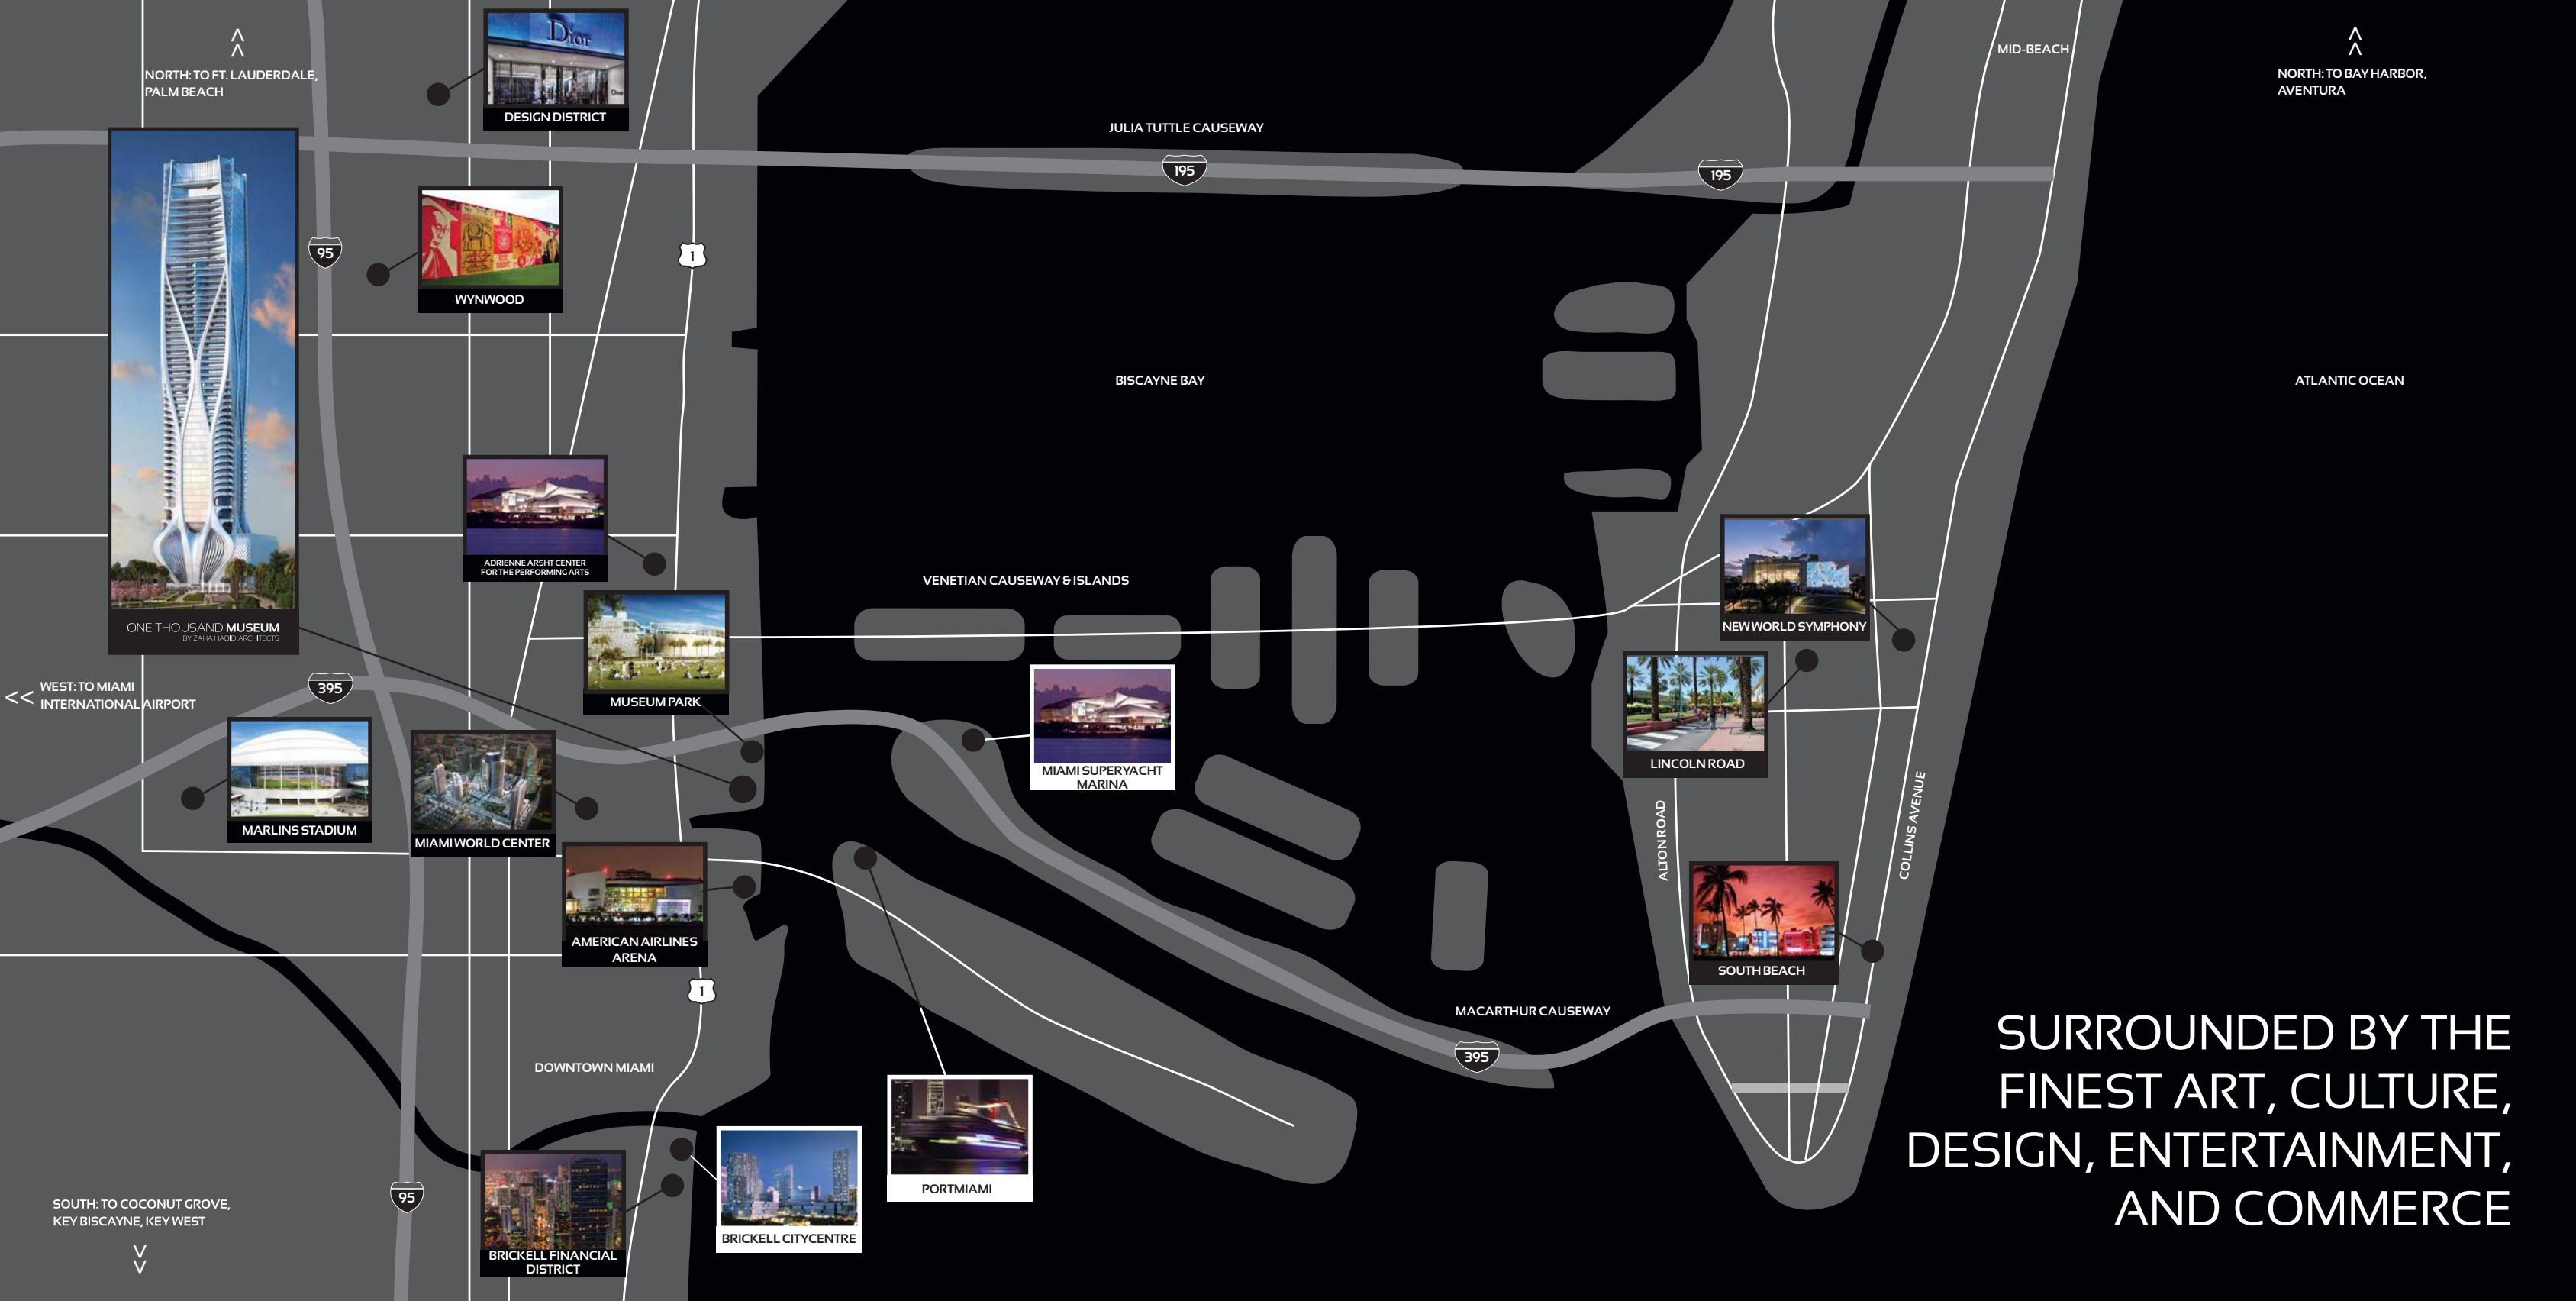 Dior
Dior
DESIGN DISTRICT
NORTH: TO FT. LAUDERDALE,
PALM BEACH
MID-BEACH
NORTH: TO BAY HARBOR,
AVENTURA
JULIA TUTTLE CAUSEWAY
195
195
95
WYNWOOD
1
BISCAYNE BAY
ATLANTIC OCEAN
ADRIENNE ARSHT CENTER
FOR THE PERFORMING ARTS
VENETIAN CAUSEWAY & ISLANDS
ONE THOUSAND MUSEUM
BY ZAHA HADID ARCHITECTS
NEW WORLD SYMPHONY
WEST: TO MIAMI
INTERNATIONAL AIRPORT
395
MUSEUM PARK
MIAMI SUPERYACHT
MARINA
LINCOLN ROAD
MARLINS STADIUM
MIAMI WORLD CENTER
ALTON ROAD
COLLINS AVENUE
AMERICAN AIRLINES
ARENA
SOUTH BEACH
1
MACARTHUR CAUSEWAY
395
DOWNTOWN MIAMI
PORTMIAMI
95
SOUTH: TO COCONUT GROVE,
KEY BISCAYNE, KEY WEST
BRICKELL CITYCENTRE
BRICKELL FINANCIAL
DISTRICT
SURROUNDED BY THE
FINEST ART, CULTURE,
DESIGN, ENTERTAINMENT,
AND COMMERCE